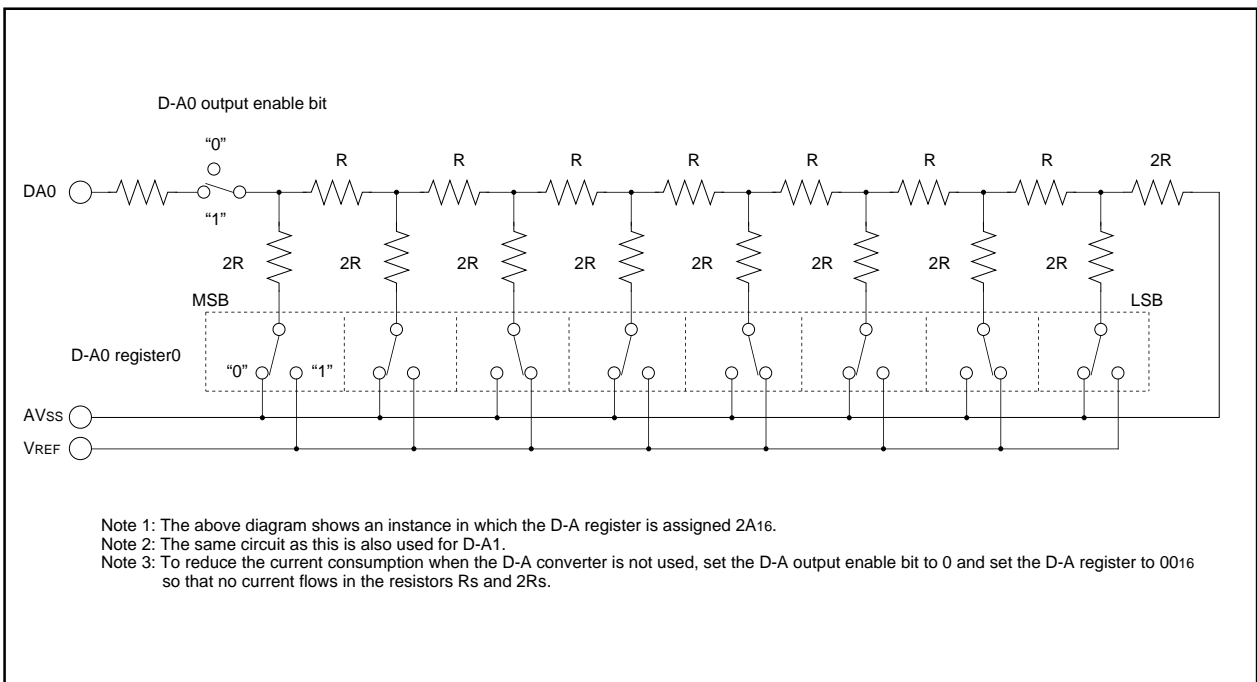 D-A0 output enable bit
“0”
R R R R R R R 2R
DA0
“1”
2R 2R 2R 2R 2R 2R 2R 2R
MSB LSB
D-A0 register0
“0” “1”
AVSS
VREF
Note 1: The above diagram shows an instance in which the D-A register is assigned 2A16.
Note 2: The same circuit as this is also used for D-A1.
Note 3: To reduce the current consumption when the D-A converter is not used, set the D-A output enable bit to 0 and set the D-A register to 0016
so that no current flows in the resistors Rs and 2Rs.